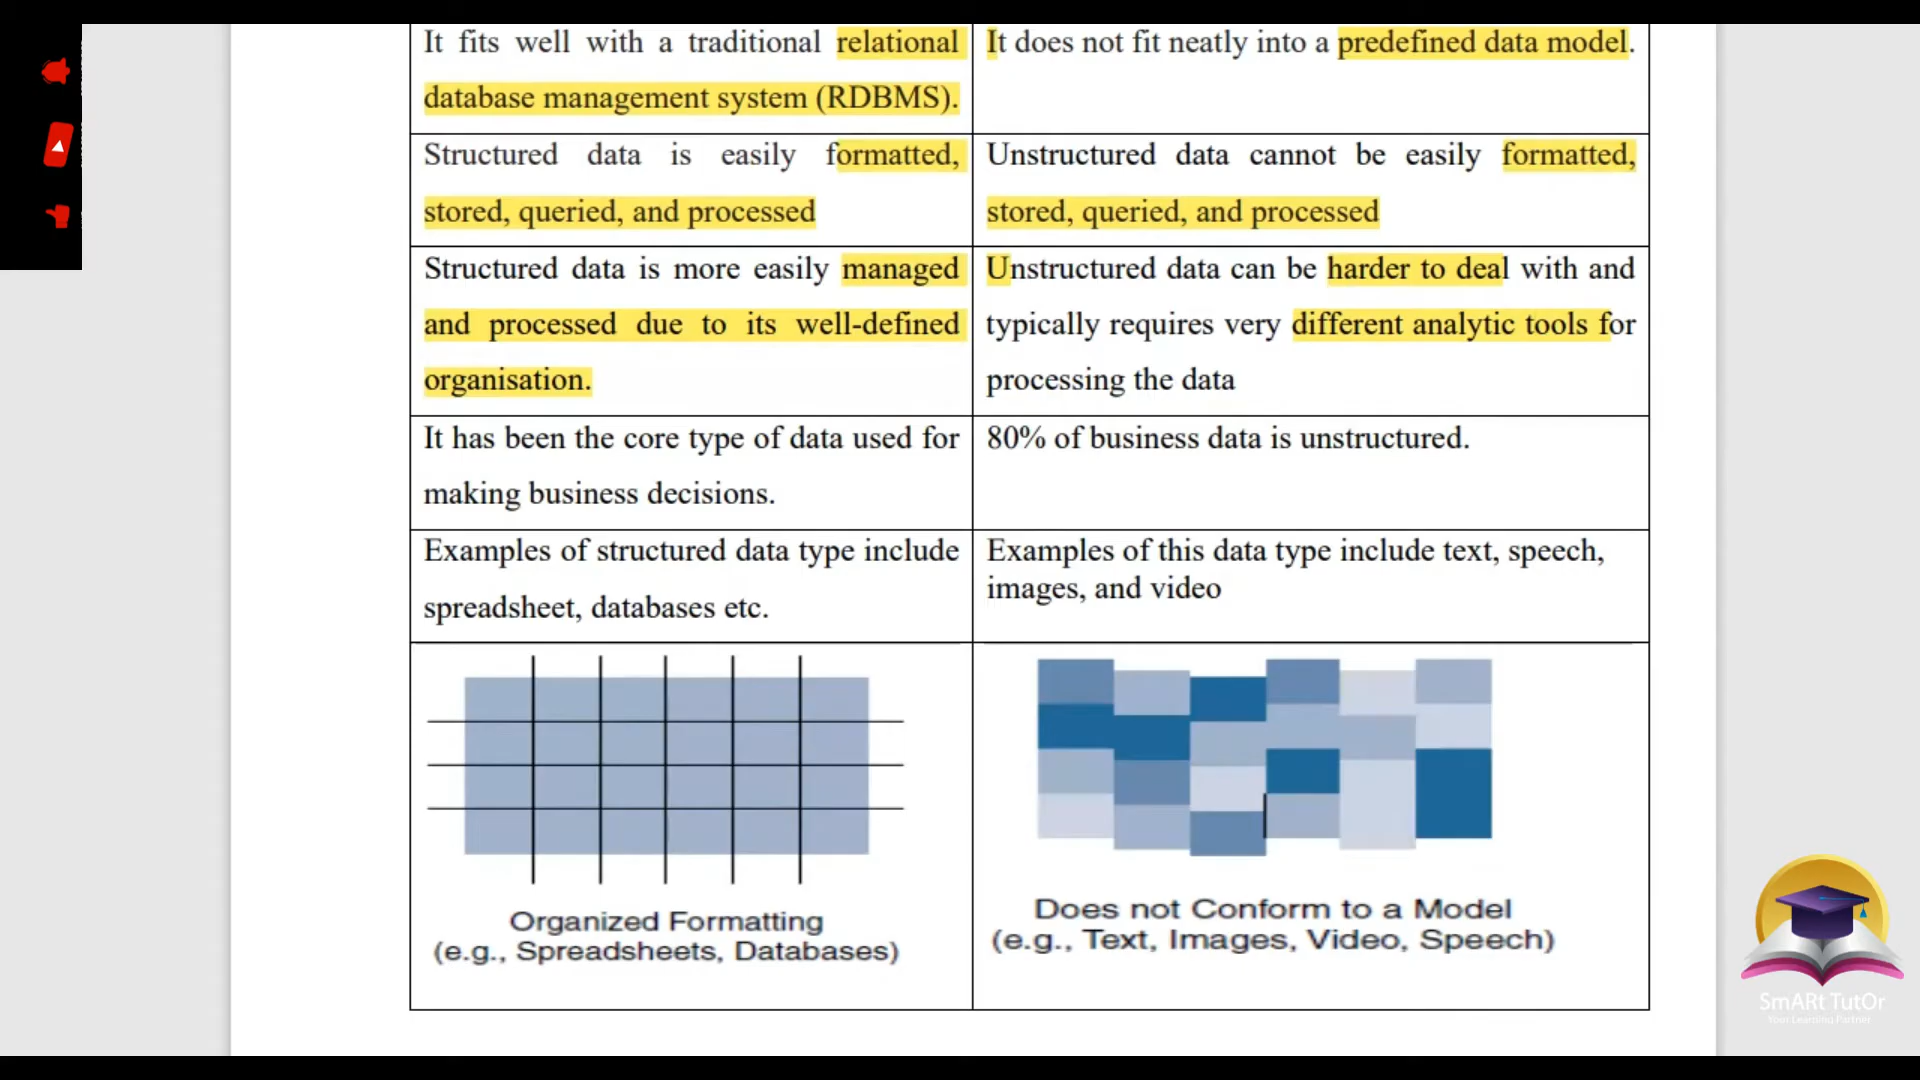 It fits well with a traditional relational
database management system (RDBMS).
It does not fit neatly into a predefined data model.
Structured data is easily formatted,
stored, queried, and processed
Unstructured data cannot be easily formatted,
stored, queried, and processed
Structured data is more easily managed
and processed due to its well-defined
organisation.
Unstructured data can be harder to deal with and
typically requires very different analytic tools for
processing the data
It has been the core type of data used for
making business decisions.
80% of business data is unstructured.
Examples of structured data type include
spreadsheet, databases etc.
Examples of this data type include text, speech,
images, and video
Organized Formatting
(e.g., Spreadsheets, Databases)
Does not Conform to a Model
(e.g., Text, Images, Video, Speech)
SmARt TutOr
Your Learning Partner